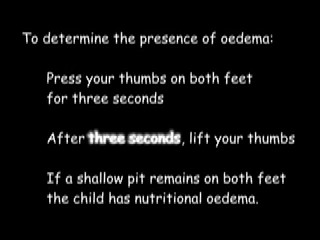 To determine the presence of oedema:
Press your thumbs on both feet
for three seconds
After three seconds, lift your thumbs
If a shallow pit remains on both feet
the child has nutritional oedema.